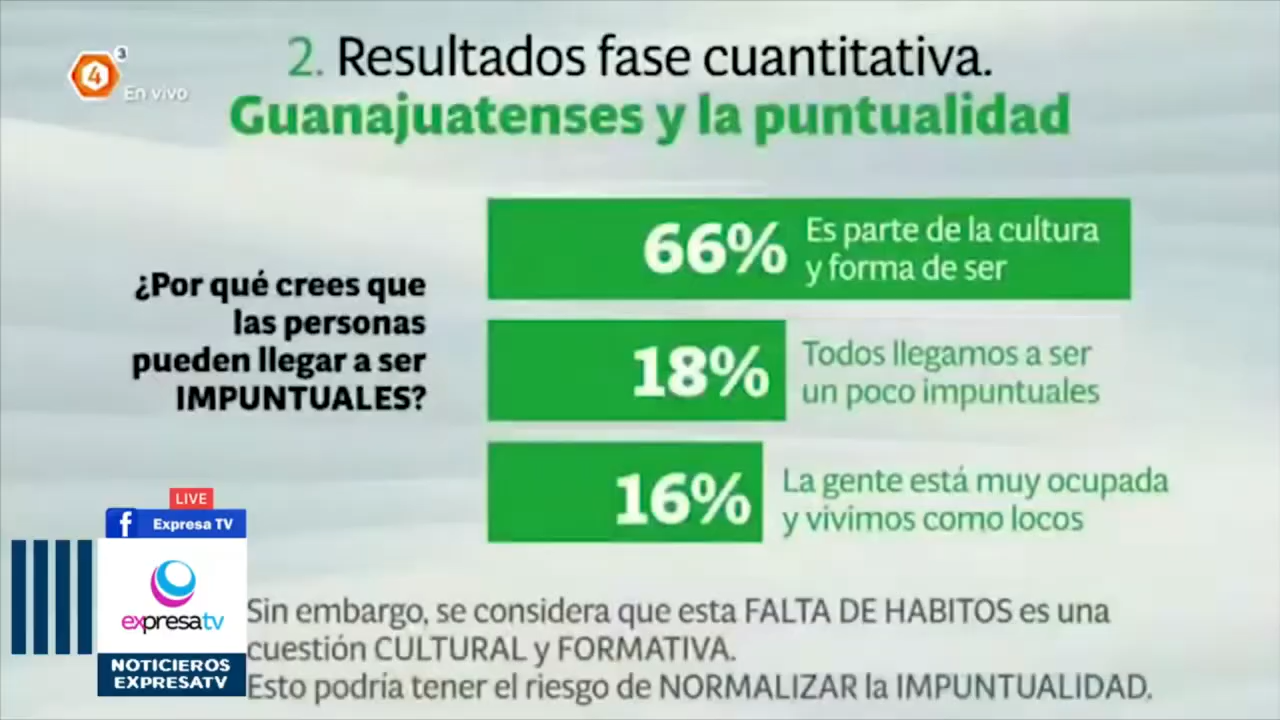 2. Resultados fase cuantitativa.
Guanajuatenses y la puntualidad
4
3
En vivo
¿Por qué crees que
las personas
pueden llegar a ser
IMPUNTUALES?
66%
Es parte de la cultura
y forma de ser
18%
Todos llegamos a ser
un poco impuntuales
16%
La gente está muy ocupada
y vivimos como locos
LIVE
f Expresa TV
expresatv
NOTICIEROS
EXPRESATV
Sin embargo, se considera que esta FALTA DE HABITOS es una
cuestión CULTURAL y FORMATIVA.
Esto podría tener el riesgo de NORMALIZAR la IMPUNTUALIDAD.